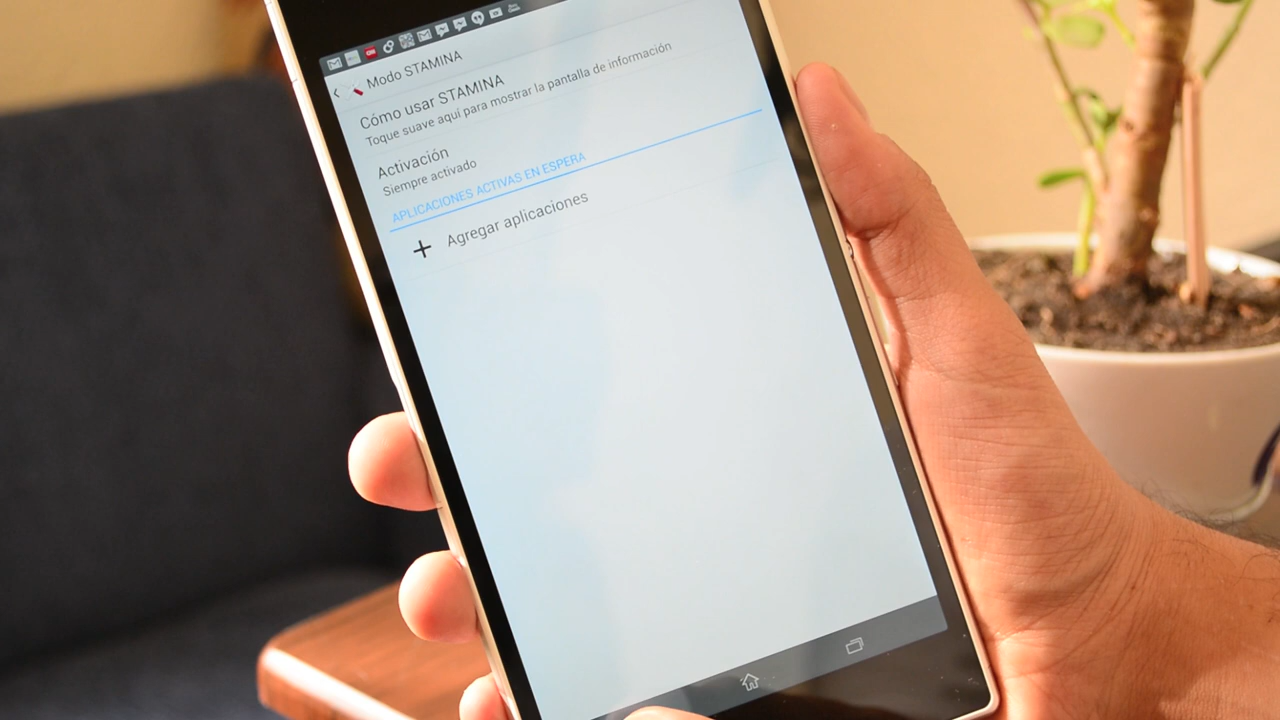 Modo STAMINA
Cómo usar STAMINA
Toque suave aquí para mostrar la pantalla de información
Activación
Siempre activado
APLICACIONES ACTIVAS EN ESPERA
Agregar aplicaciones